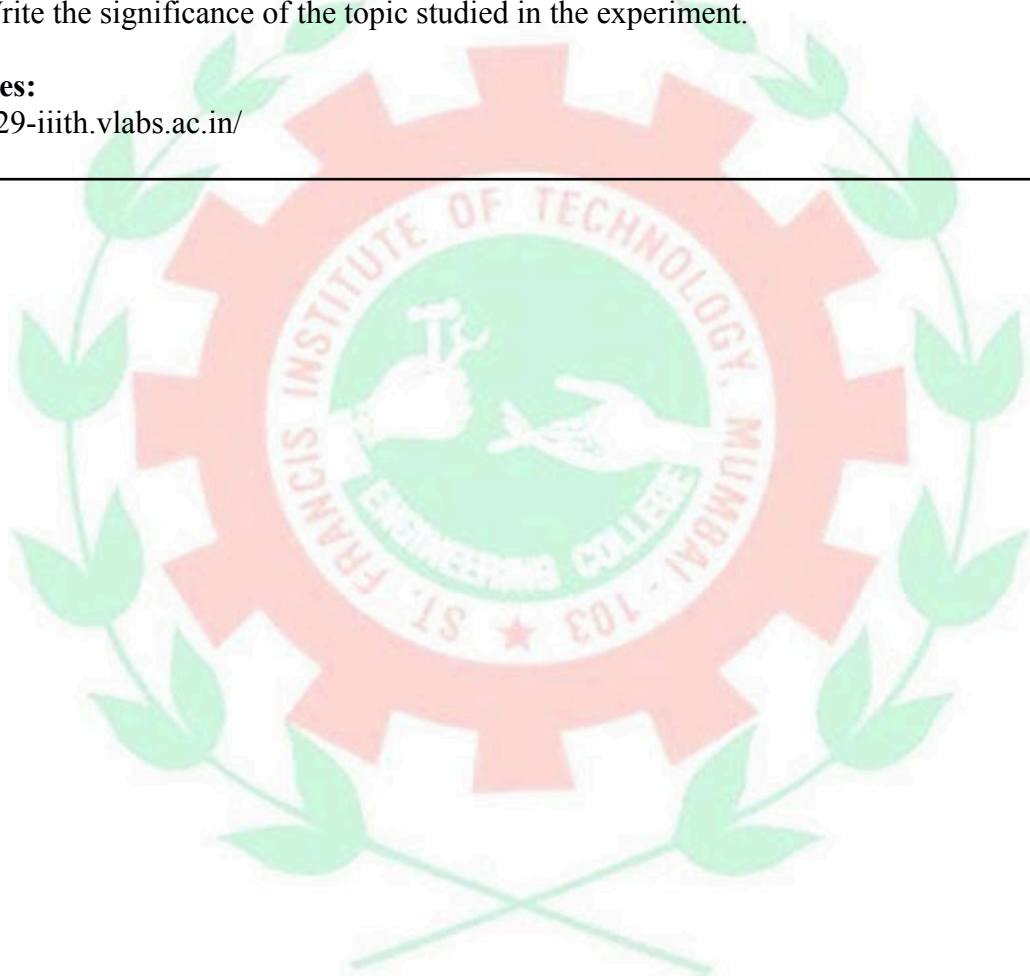 rite the significance of the topic studied in the experiment.
es:
29-iiith.vlabs.ac.in/
ST. FRANCIS INSTITUTE OF TECHNOLOGY, MUMBAI - 103
ENGINEERING COLLEGE